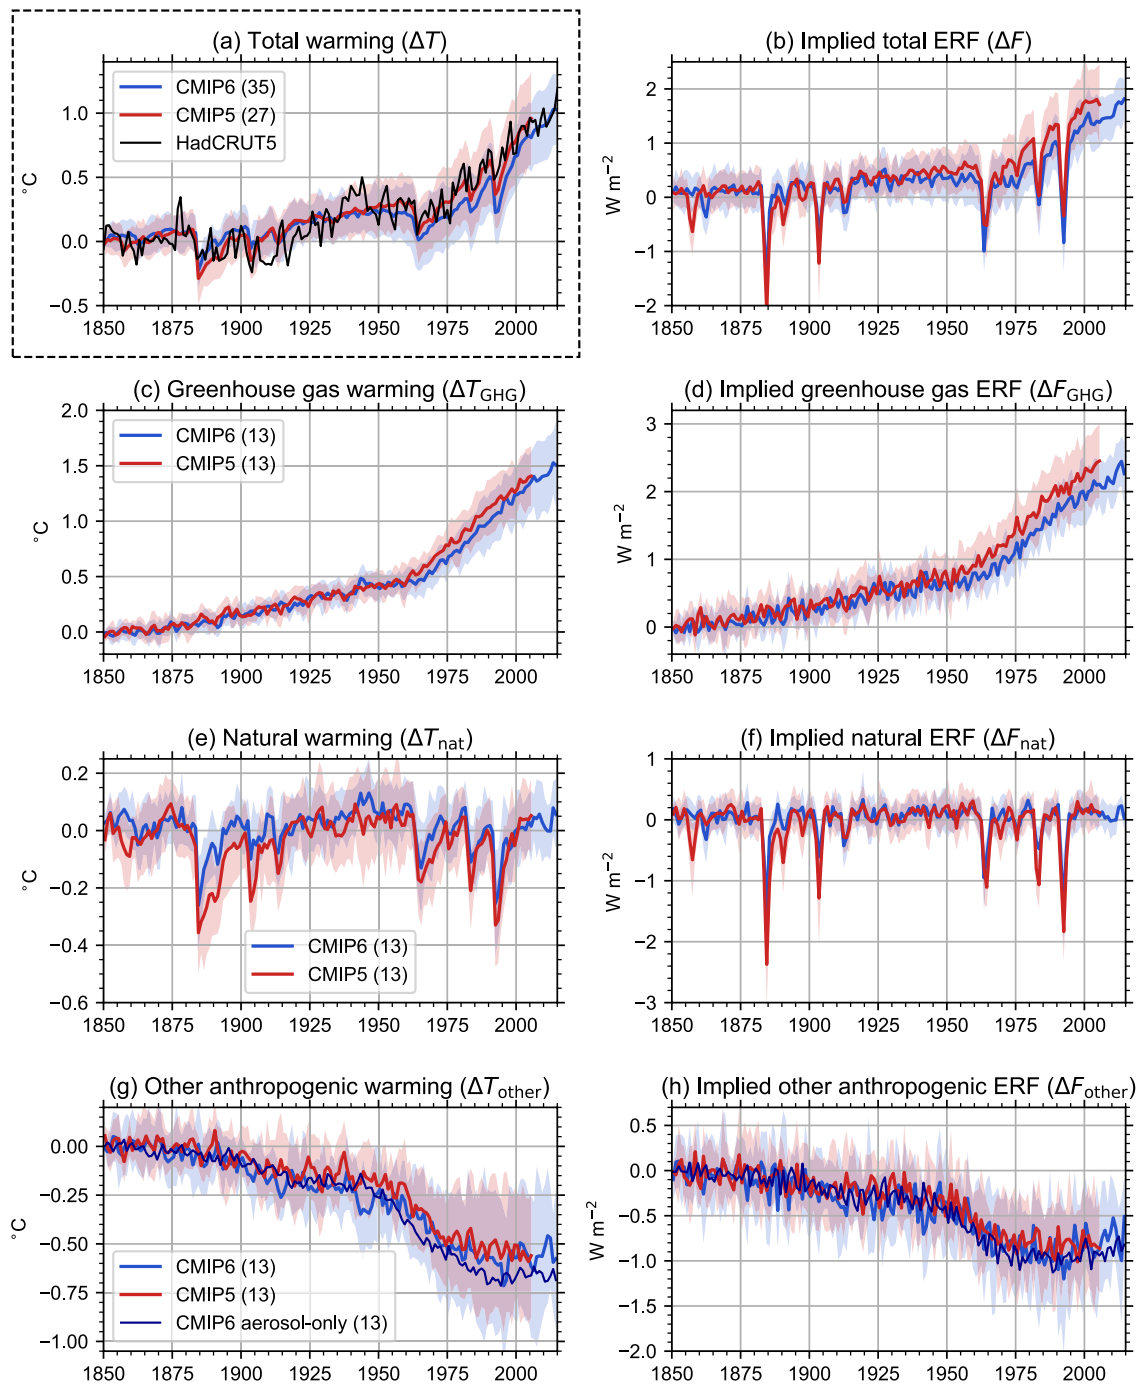 (a) Total warming (ΔT)
CMIP6 (35)
CMIP5 (27)
HadCRUT5
°C
1.0
0.5
0.0
−0.5
1850 1875 1900 1925 1950 1975 2000
(b) Implied total ERF (ΔF)
W m−2
2
1
0
−1
−2
1850 1875 1900 1925 1950 1975 2000
(c) Greenhouse gas warming (ΔTGHG)
CMIP6 (13)
CMIP5 (13)
°C
2.0
1.5
1.0
0.5
0.0
1850 1875 1900 1925 1950 1975 2000
(d) Implied greenhouse gas ERF (ΔFGHG)
W m−2
3
2
1
0
1850 1875 1900 1925 1950 1975 2000
(e) Natural warming (ΔTnat)
°C
0.2
0.0
−0.2
−0.4
−0.6
CMIP6 (13)
CMIP5 (13)
1850 1875 1900 1925 1950 1975 2000
(f) Implied natural ERF (ΔFnat)
W m−2
1
0
−1
−2
−3
1850 1875 1900 1925 1950 1975 2000
(g) Other anthropogenic warming (ΔTother)
°C
0.00
−0.25
−0.50
−0.75
−1.00
CMIP6 (13)
CMIP5 (13)
CMIP6 aerosol-only (13)
1850 1875 1900 1925 1950 1975 2000
(h) Implied other anthropogenic ERF (ΔFother)
W m−2
0.5
0.0
−0.5
−1.0
−1.5
−2.0
1850 1875 1900 1925 1950 1975 2000